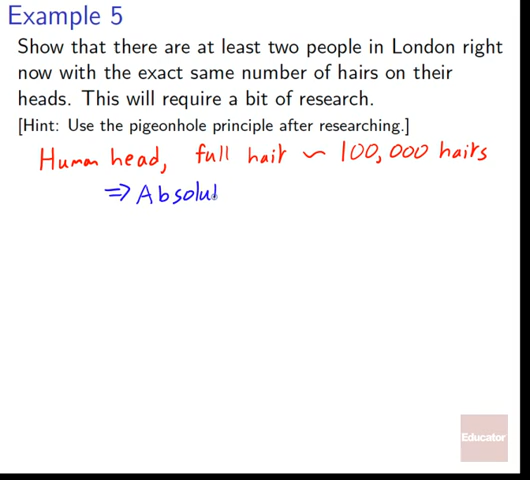 Example 5
Show that there are at least two people in London right
now with the exact same number of hairs on their
heads. This will require a bit of research.
[Hint: Use the pigeonhole principle after researching.]
Human head, full hair ~ 100,000 hairs
⇒ Absolut
Educator